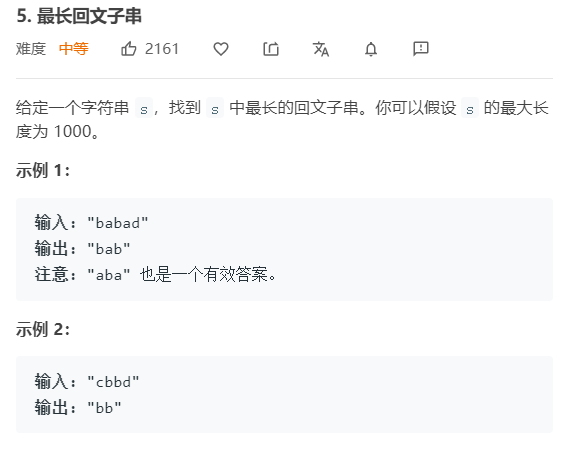 5. 最长回文子串
难度 中等 2161
给定一个字符串 s，找到 s 中最长的回文子串。你可以假设 s 的最大长
度为 1000。
示例 1：
输入："babad"
输出："bab"
注意："aba" 也是一个有效答案。
示例 2：
输入："cbbd"
输出："bb"